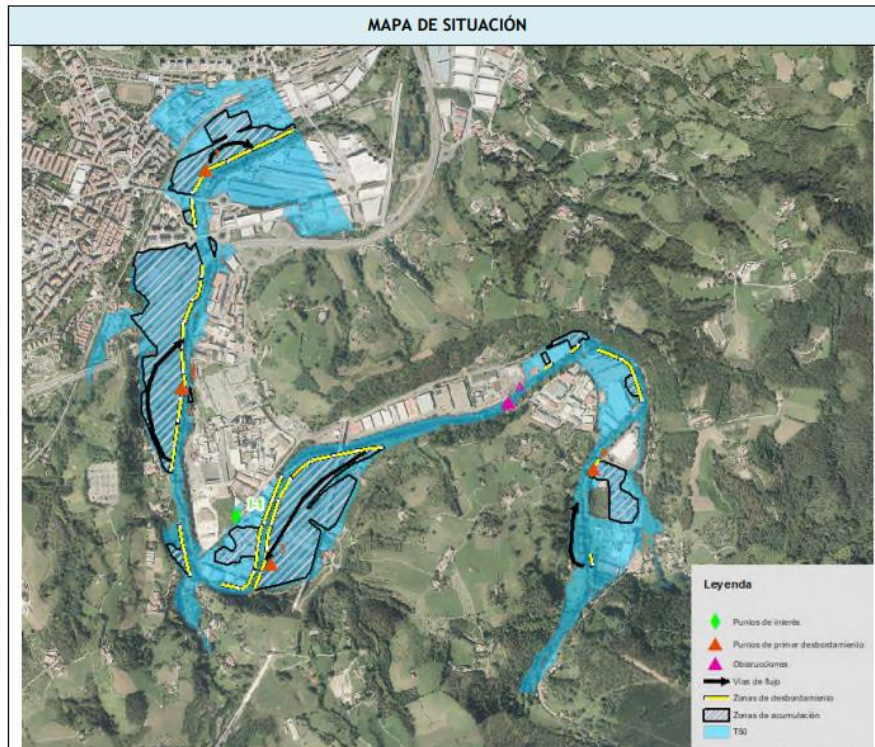 MAPA DE SITUACIÓN
Leyenda
Puntos de interés
Puntos de primer desbordamiento
Obstrucciones
Vías de flujo
Zonas de desbordamiento
Zonas de acumulación
T50